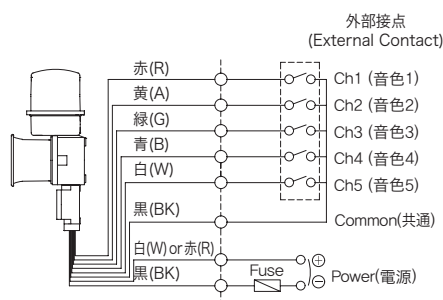 外部接点
(External Contact)
赤(R)
Ch1 (音色1)
黄(A)
Ch2 (音色2)
緑(G)
Ch3 (音色3)
青(B)
Ch4 (音色4)
白(W)
Ch5 (音色5)
黒(BK)
Common(共通)
白(W) or 赤(R)
黒(BK)
Fuse
⊕
⊖
Power(電源)